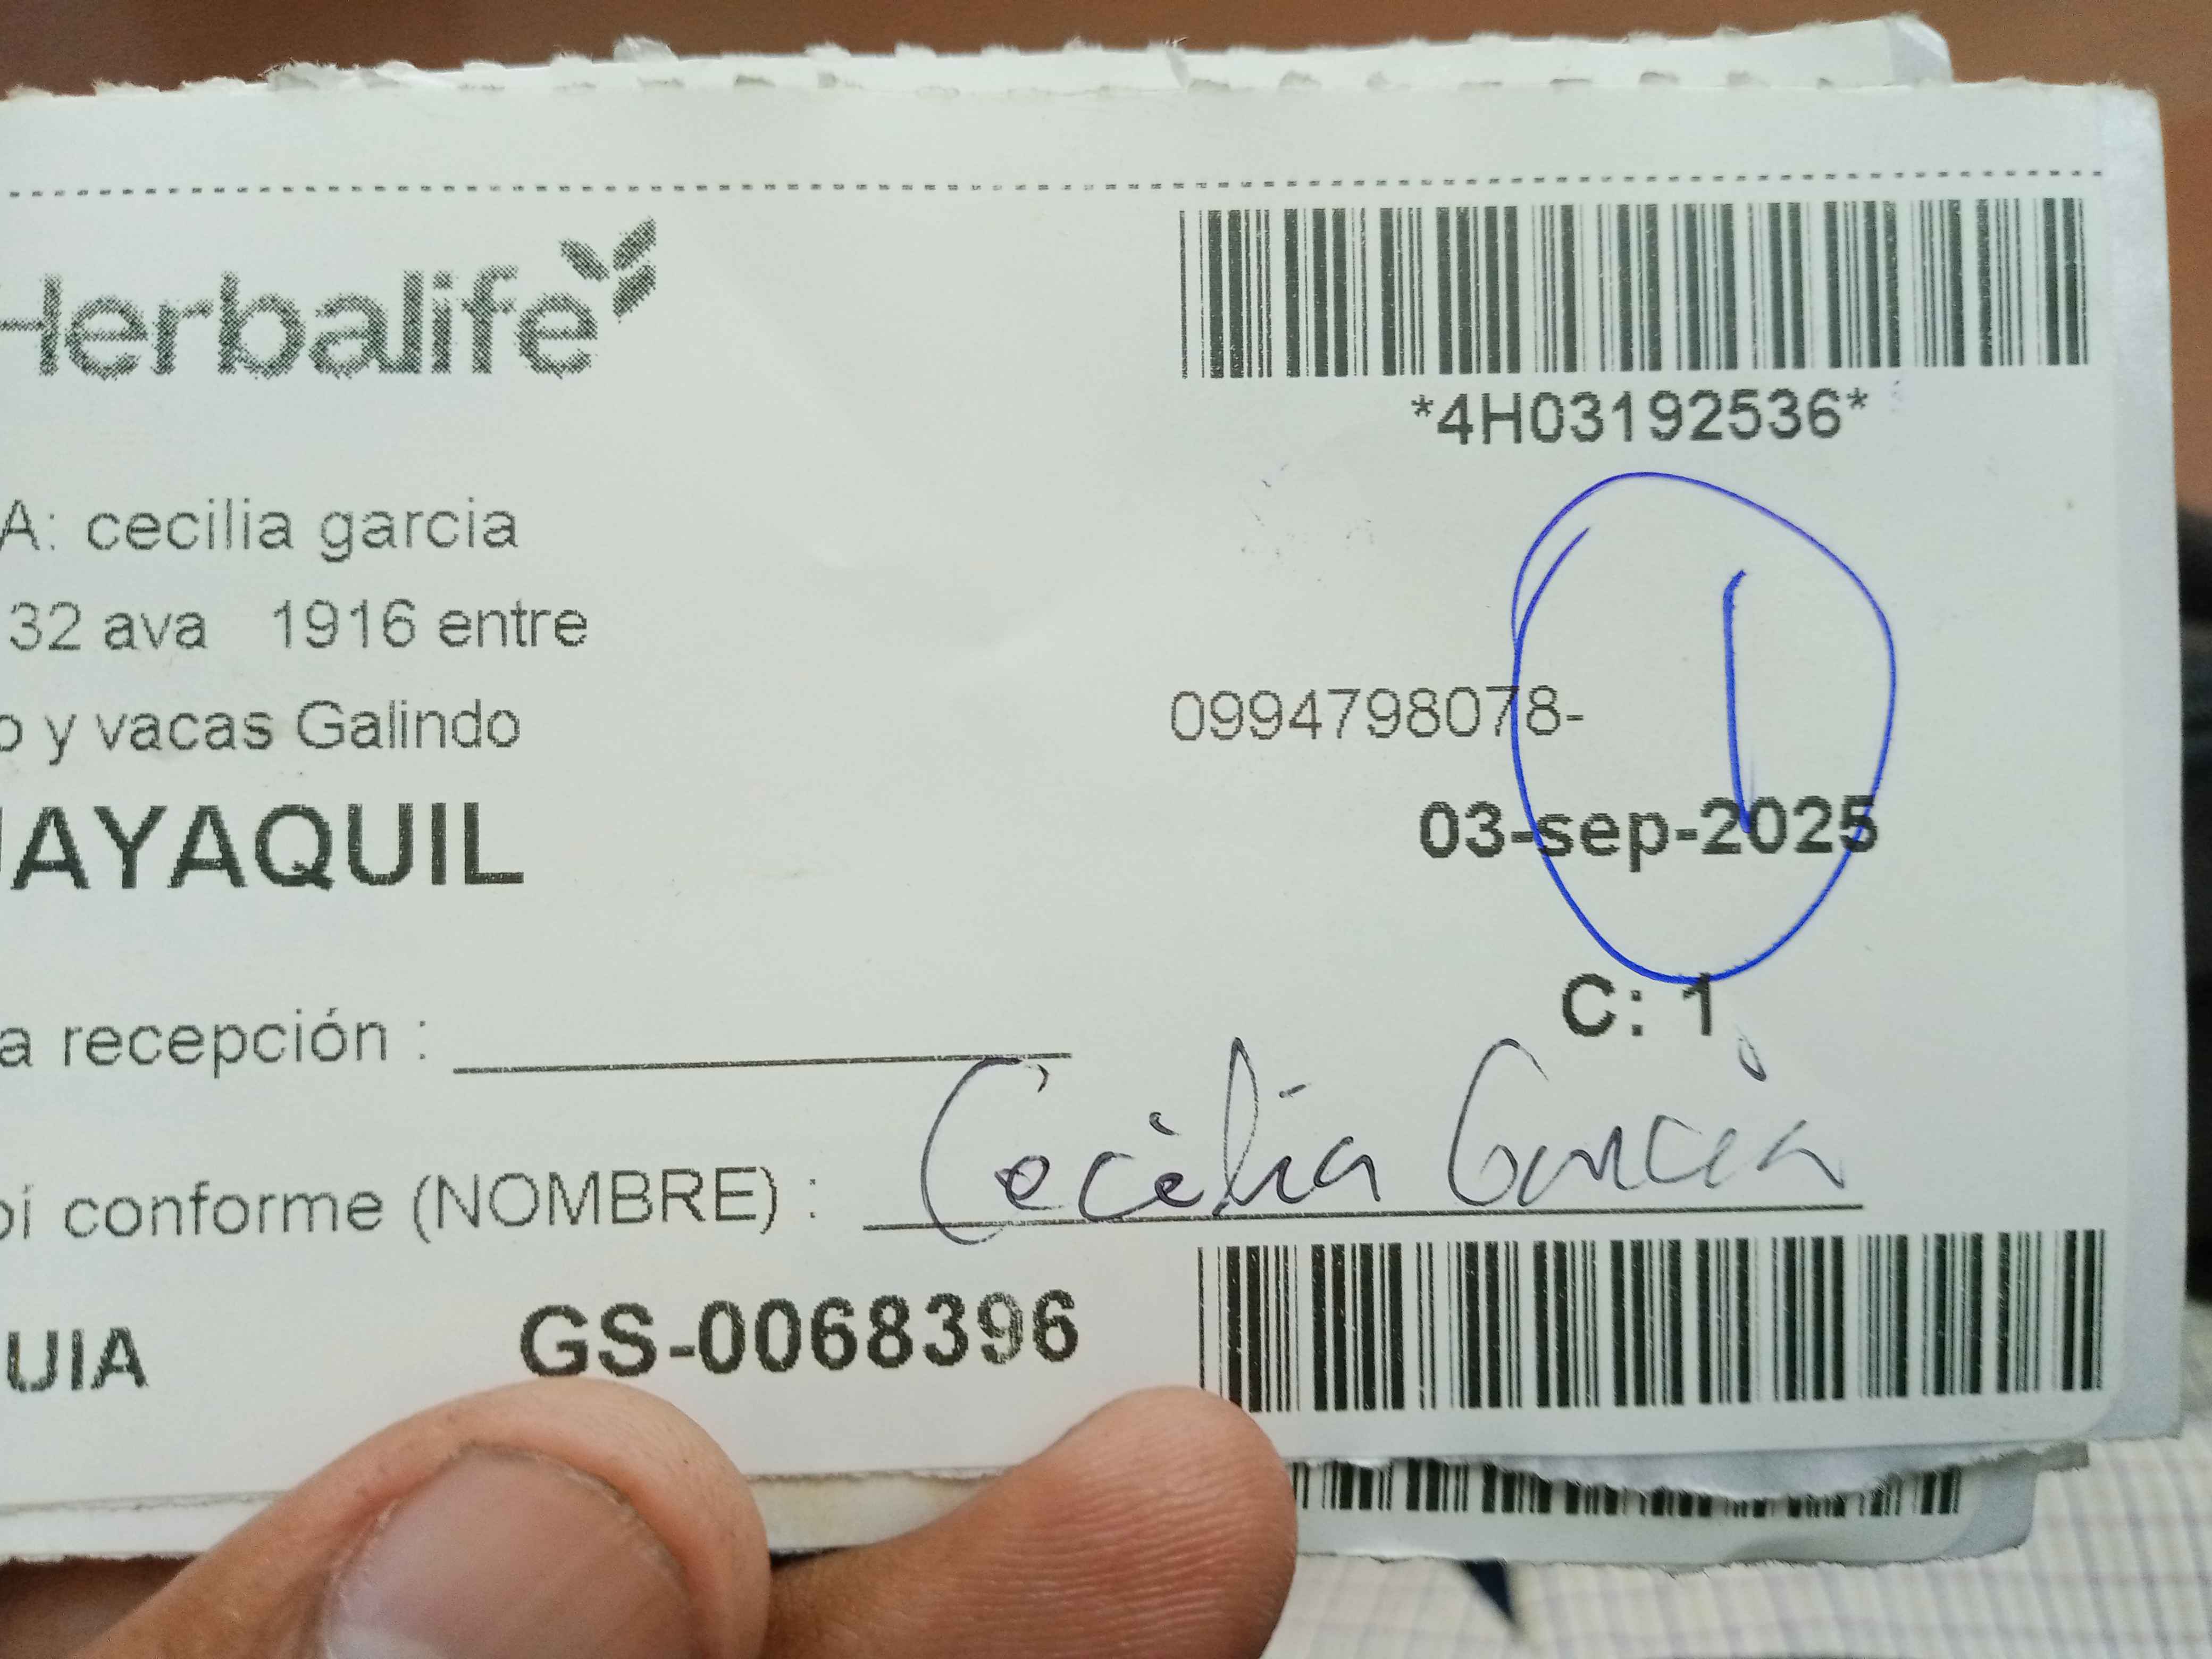 Herbalife
*4H03192536*
A: cecilia garcia
32 ava 1916 entre
o y vacas Galindo
0994798078-
AYAQUIL
03-sep-2025
1
C: 1
a recepción :
bí conforme (NOMBRE) : Cecilia Garcia
UIA GS-0068396